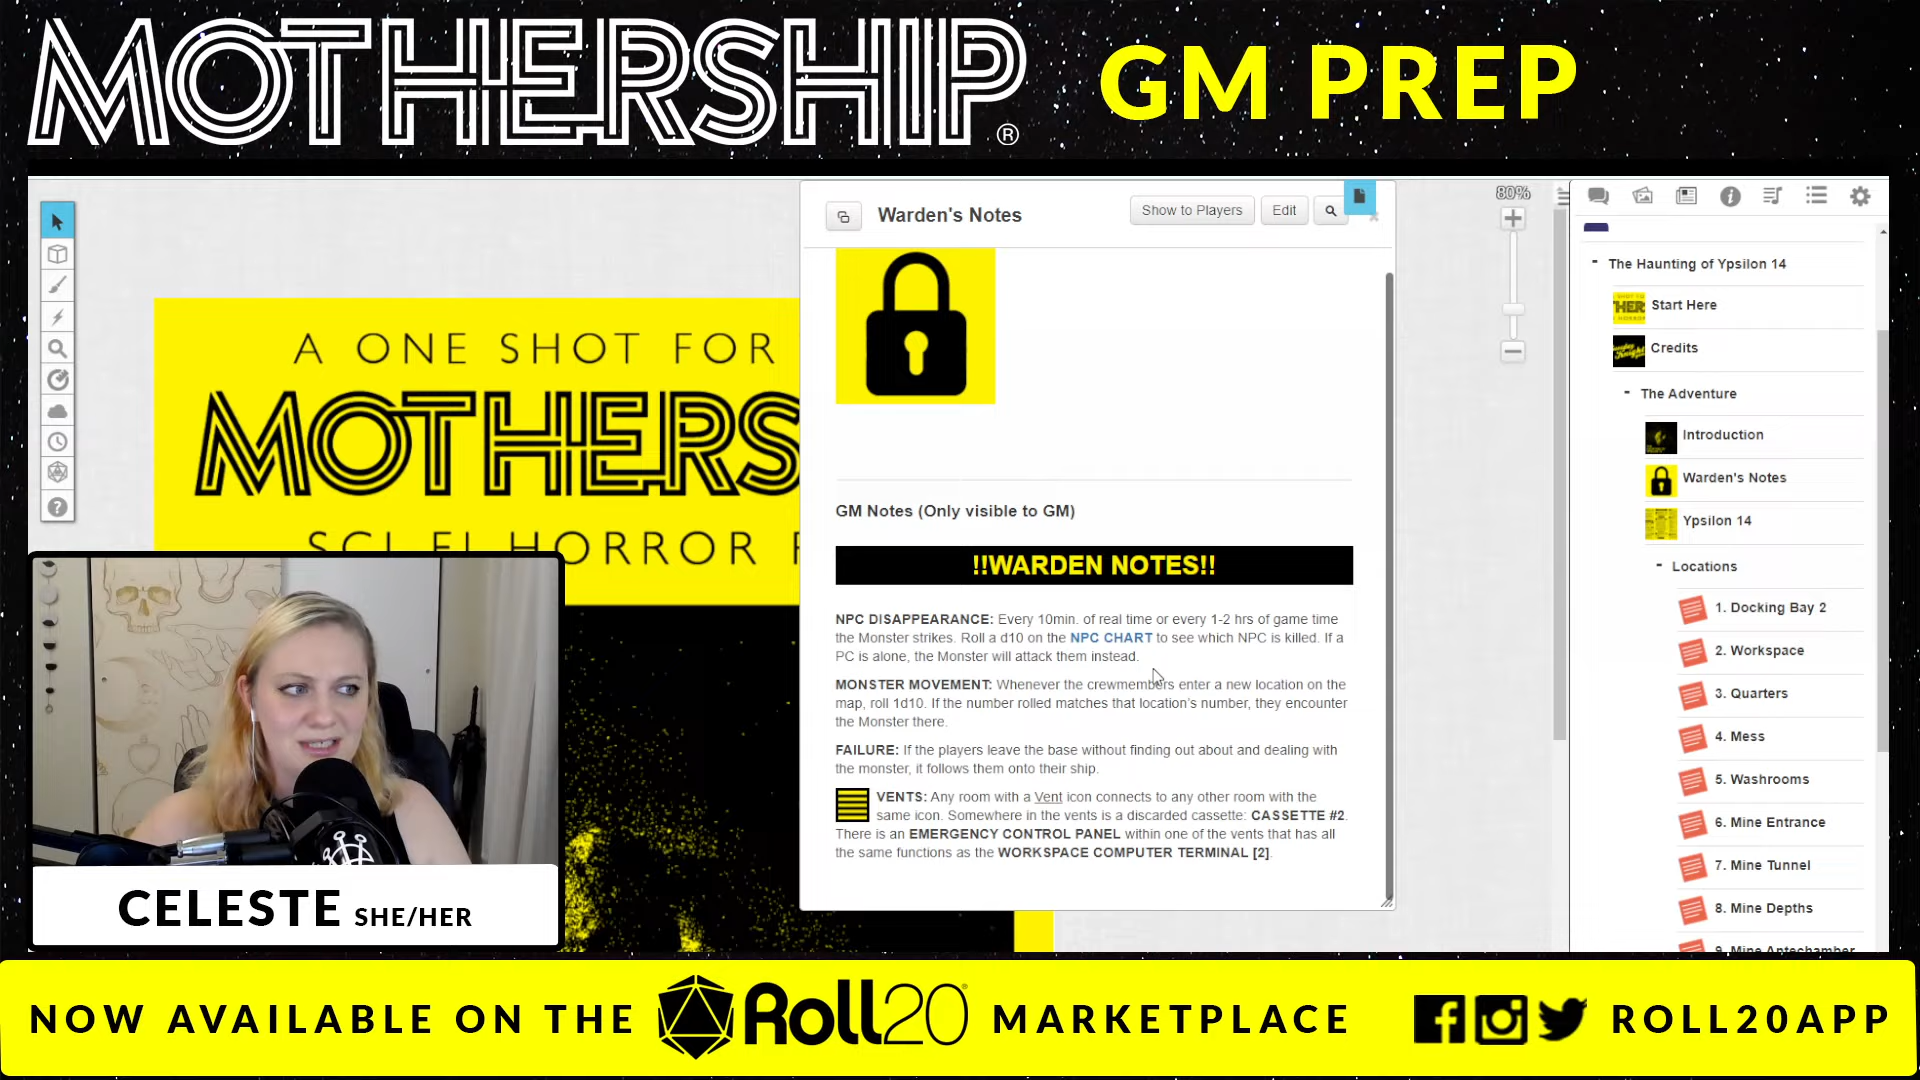 MOTHERSHIP®
GM PREP
Warden's Notes
Show to Players
Edit
80%
A ONE SHOT FOR
MOTHERS
SCI FI HORROR
GM Notes (Only visible to GM)
!!WARDEN NOTES!!
NPC DISAPPEARANCE: Every 10min. of real time or every 1-2 hrs of game time
the Monster strikes. Roll a d10 on the NPC CHART to see which NPC is killed. If a
PC is alone, the Monster will attack them instead.
MONSTER MOVEMENT: Whenever the crewmembers enter a new location on the
map, roll 1d10. If the number rolled matches that location's number, they encounter
the Monster there.
FAILURE: If the players leave the base without finding out about and dealing with
the monster, it follows them onto their ship.
VENTS: Any room with a Vent icon connects to any other room with the
same icon. Somewhere in the vents is a discarded cassette: CASSETTE #2.
There is an EMERGENCY CONTROL PANEL within one of the vents that has all
the same functions as the WORKSPACE COMPUTER TERMINAL [2].
The Haunting of Ypsilon 14
Start Here
Credits
The Adventure
Introduction
Warden's Notes
Ypsilon 14
Locations
1. Docking Bay 2
2. Workspace
3. Quarters
4. Mess
5. Washrooms
6. Mine Entrance
7. Mine Tunnel
8. Mine Depths
9. Mine Antechamber
CELESTE SHE/HER
NOW AVAILABLE ON THE Roll20® MARKETPLACE
ROLL20APP